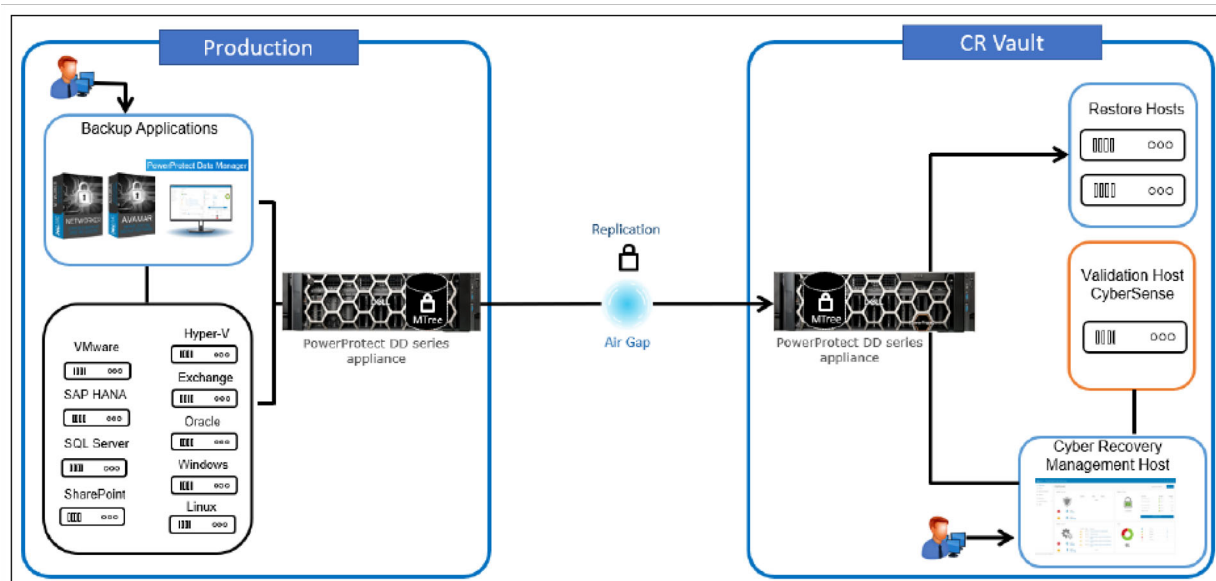 Production
CR Vault
Backup Applications
PowerProtect Data Manager
NETWORKER
AVAMAR
VMware
SAP HANA
SQL Server
SharePoint
Hyper-V
Exchange
Oracle
Windows
Linux
DELL
MTree
PowerProtect DD series
appliance
Replication
Air Gap
DELL
MTree
PowerProtect DD series
appliance
Restore Hosts
Validation Host
CyberSense
Cyber Recovery
Management Host